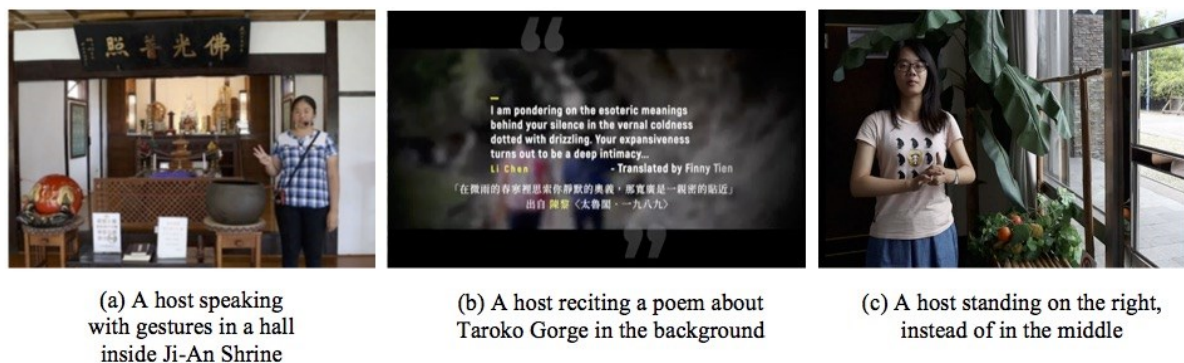 佛光普照
I am pondering on the esoteric meanings
behind your silence in the vernal coldness
dotted with drizzling. Your expansiveness
turns out to be a deep intimacy...
Li Chen - Translated by Finny Tien
「在微雨的春寒裡思索你靜默的奧義，那寬廣是一親密的貼近」
出自 陳黎〈太魯閣·一九八九〉
(a) A host speaking
with gestures in a hall
inside Ji-An Shrine
(b) A host reciting a poem about
Taroko Gorge in the background
(c) A host standing on the right,
instead of in the middle